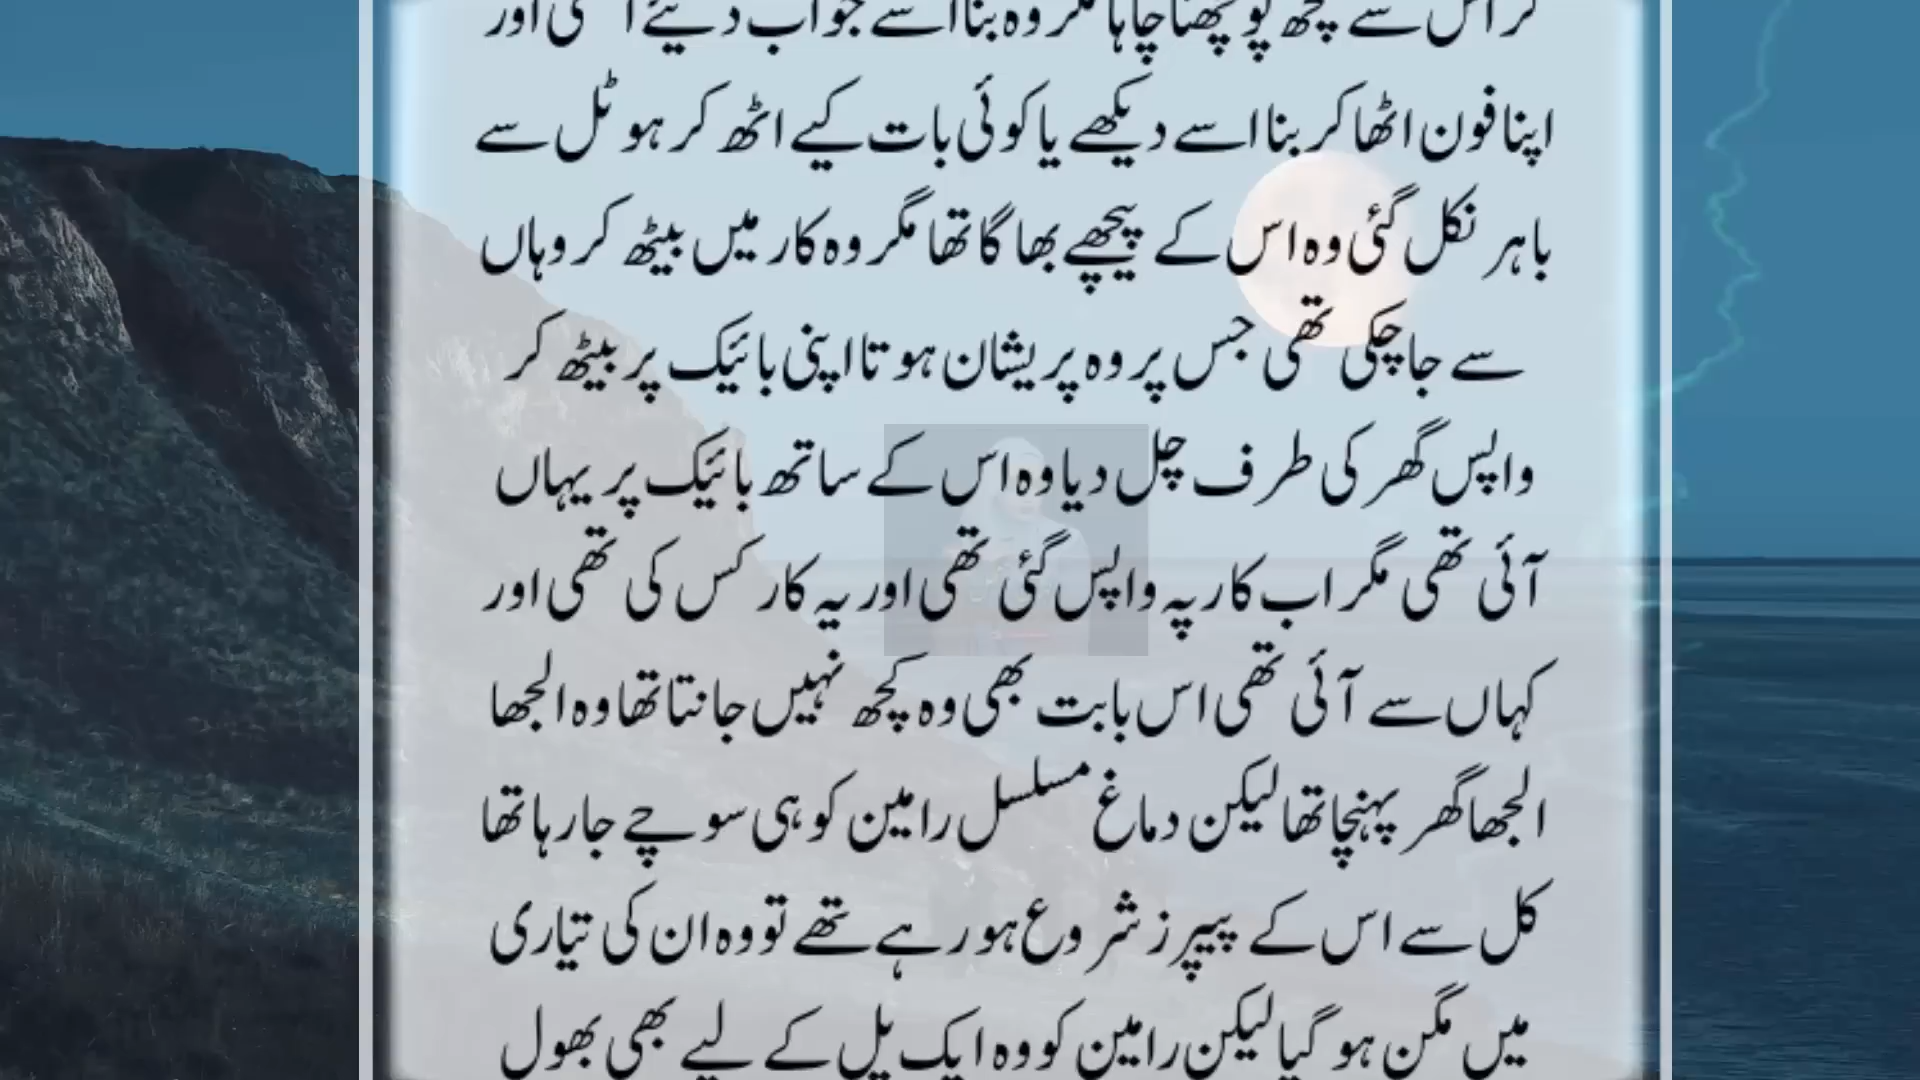 کر اس سے کچھ پوچھنا چاہا مگر وہ بنا اسے جواب دیئے اٹھی اور
اپنا فون اٹھا کر بنا اسے دیکھے یا کوئی بات کیے اٹھ کر ہوٹل سے
باہر نکل گئی وہ اس کے پیچھے بھاگا تھا مگر وہ کار میں بیٹھ کر وہاں
سے جا چکی تھی جس پر وہ پریشان ہوتا اپنی بائیک پر بیٹھ کر
واپس گھر کی طرف چل دیا وہ اس کے ساتھ بائیک پر یہاں
آئی تھی مگر اب کار پہ واپس گئی تھی اور یہ کار کس کی تھی اور
کہاں سے آئی تھی اس بابت بھی وہ کچھ نہیں جانتا تھا وہ الجھا
الجھا گھر پہنچا تھا لیکن دماغ مسلسل رامین کو ہی سوچے جا رہا تھا
کل سے اس کے پیپرز شروع ہو رہے تھے تو وہ ان کی تیاری
میں مگن ہو گیا لیکن رامین کو وہ ایک پل کے لیے بھی بھول